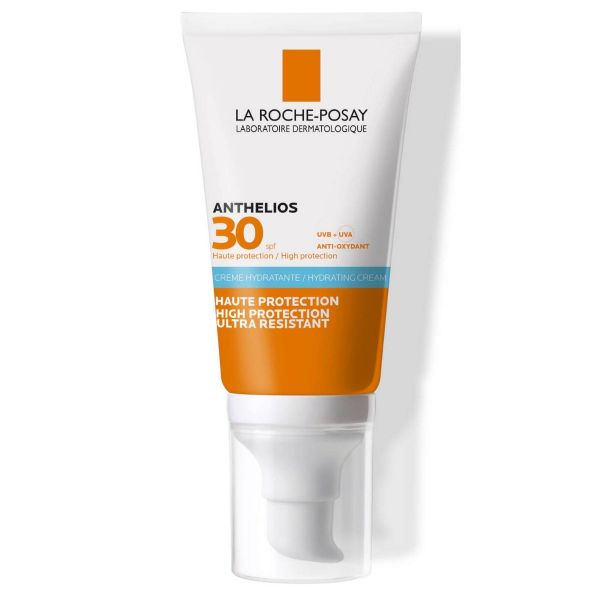 LA ROCHE-POSAY
LABORATOIRE DERMATOLOGIQUE
ANTHELIOS
30 spf
UVB + UVA
ANTI-OXYDANT
Haute protection / High protection
CRÈME HYDRATANTE / HYDRATING CREAM
HAUTE PROTECTION
HIGH PROTECTION
ULTRA RESISTANT